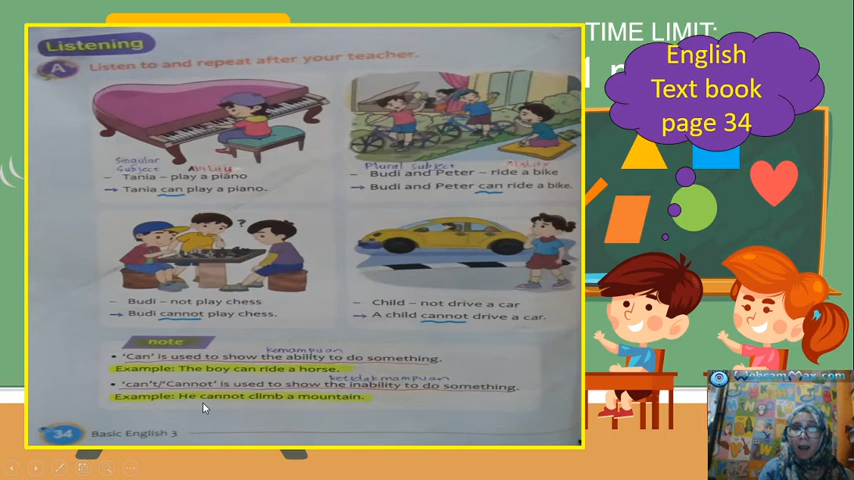 TIME LIMIT:
English
Text book
page 34
Listening
A Listen to and repeat after your teacher.
Singular
Subject Ability
- Tania – play a piano
→ Tania can play a piano.
Plural subject Ability
- Budi and Peter – ride a bike
→ Budi and Peter can ride a bike.
?
- Budi – not play chess
→ Budi cannot play chess.
- Child – not drive a car
→ A child cannot drive a car.
note
kemampuan
• 'Can' is used to show the ability to do something.
Example: The boy can ride a horse.
ketidakmampuan
• 'can't/'Cannot' is used to show the inability to do something.
Example: He cannot climb a mountain.
34 Basic English 3
WebcamMax.com